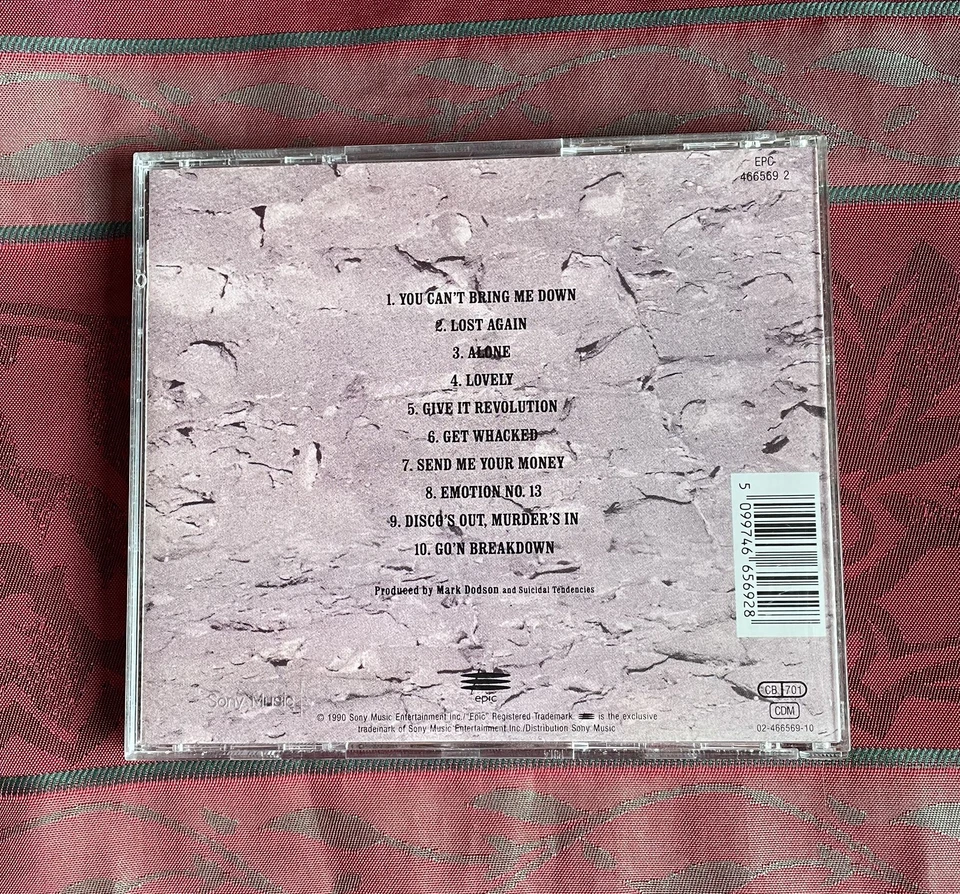 EPC
466569 2
1. YOU CAN'T BRING ME DOWN
2. LOST AGAIN
3. ALONE
4. LOVELY
5. GIVE IT REVOLUTION
6. GET WHACKED
7. SEND ME YOUR MONEY
8. EMOTION NO. 13
9. DISCO'S OUT, MURDER'S IN
10. GO'N BREAKDOWN
Produced by Mark Dodson and Suicidal Tendencies
5 099746 656928
epic
Sony Music
CB 701
CDM
© 1990 Sony Music Entertainment Inc./"Epic" Registered Trademark. is the exclusive
trademark of Sony Music Entertainment Inc./Distribution Sony Music
02-466569-10